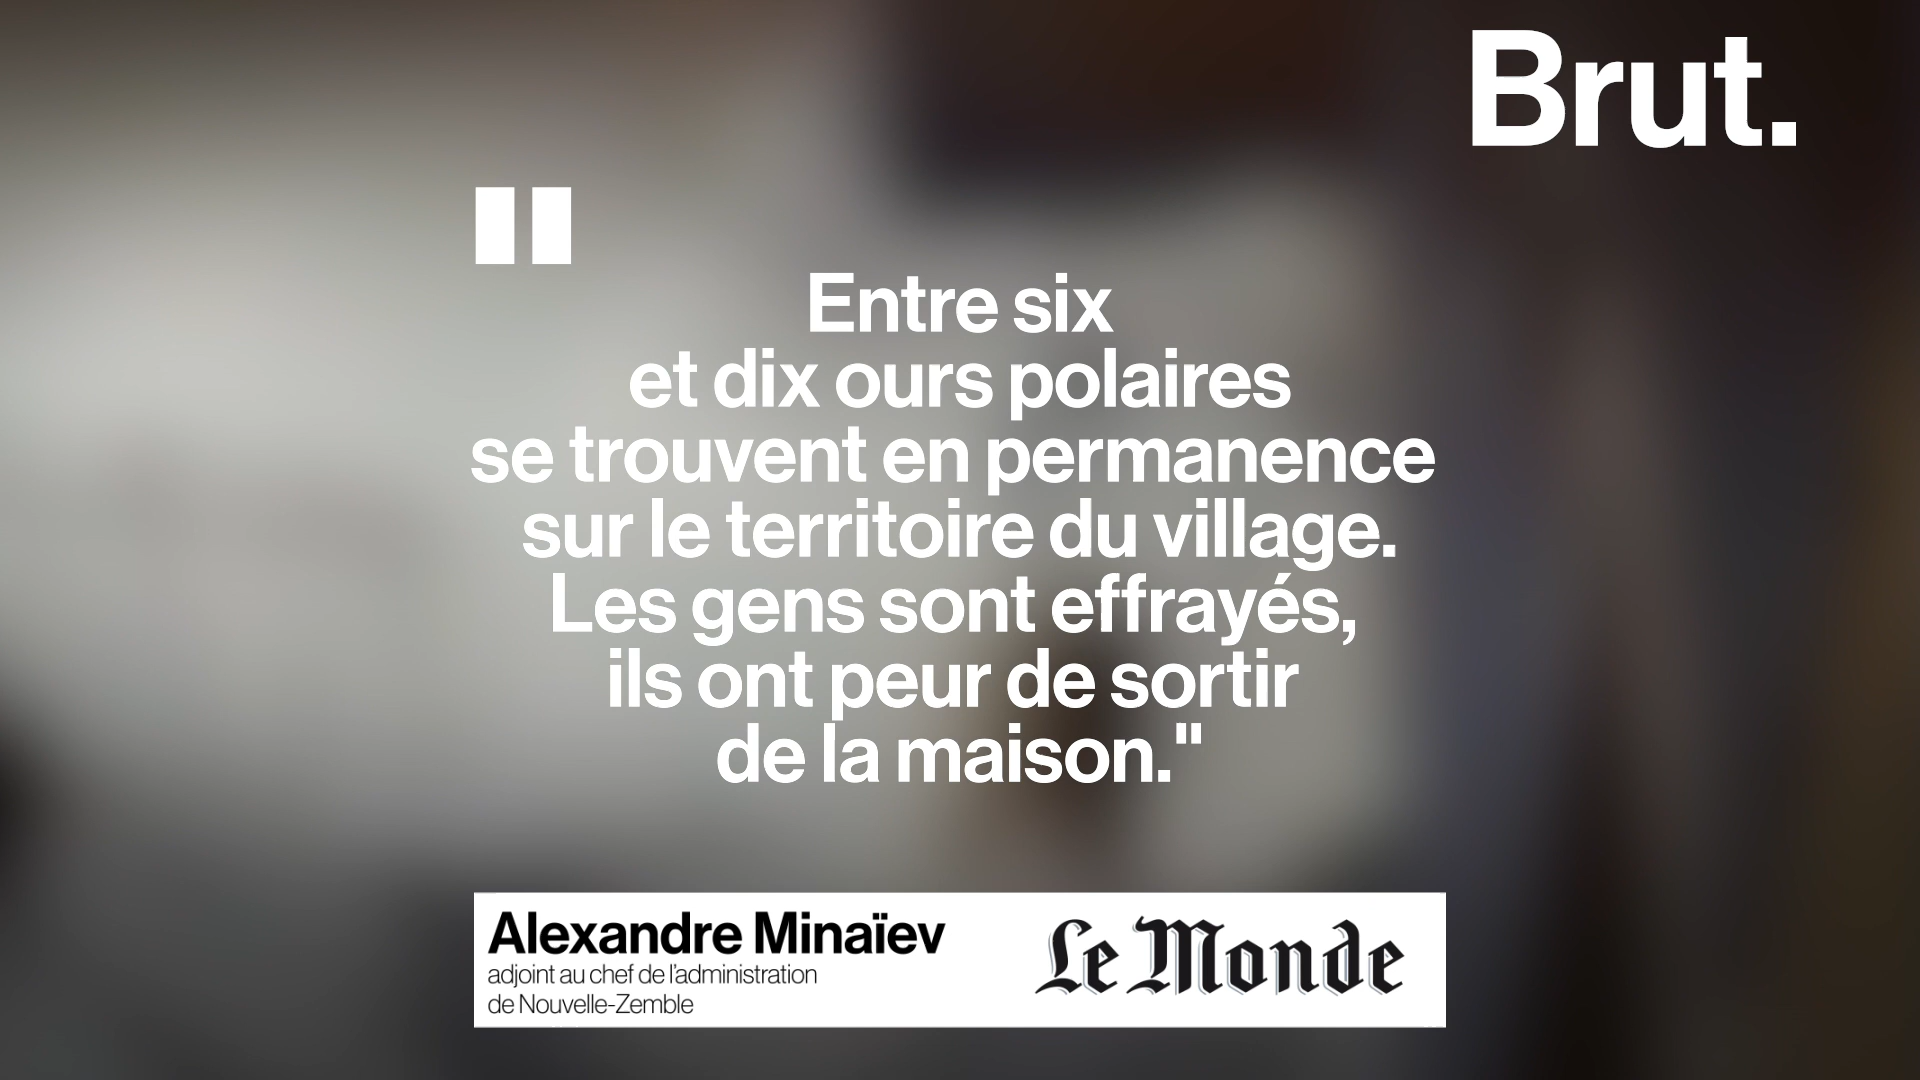 Brut.
"
Entre six
et dix ours polaires
se trouvent en permanence
sur le territoire du village.
Les gens sont effrayés,
ils ont peur de sortir
de la maison."
Alexandre Minaïev
adjoint au chef de l'administration
de Nouvelle-Zemble
Le Monde